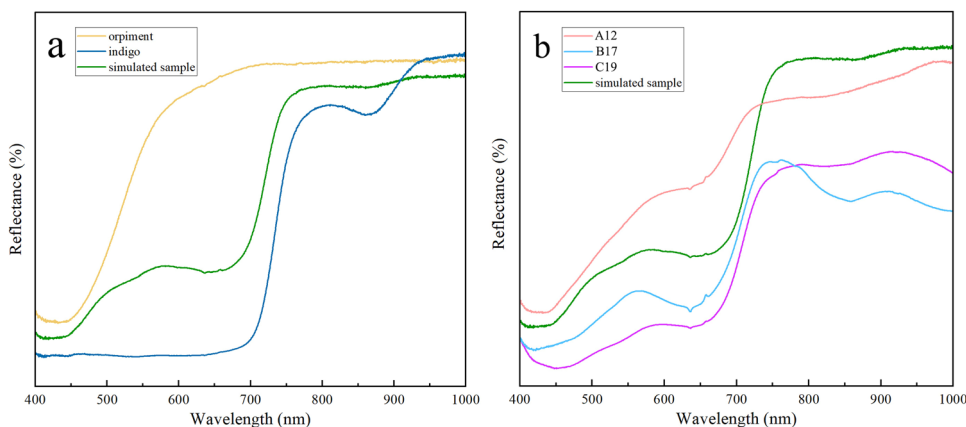 a
orpiment
indigo
simulated sample
Reflectance (%)
400 500 600 700 800 900 1000
Wavelength (nm)
b
A12
B17
C19
simulated sample
Reflectance (%)
400 500 600 700 800 900 1000
Wavelength (nm)